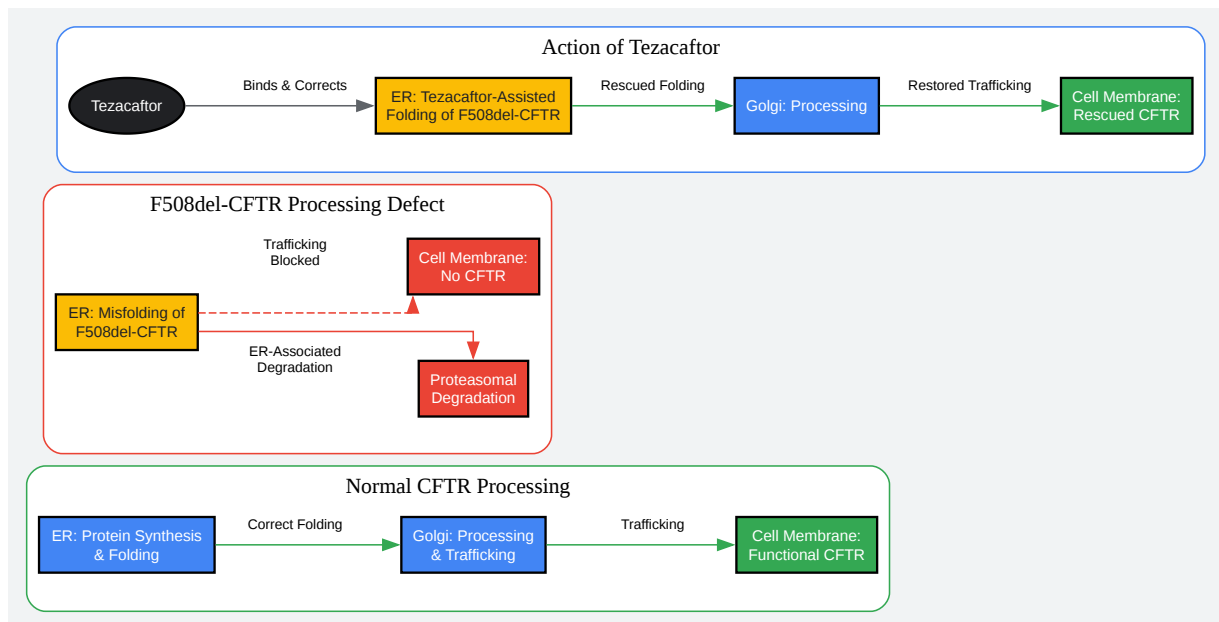 Action of Tezacaftor
Tezacaftor
Binds & Corrects
ER: Tezacaftor-Assisted
Folding of F508del-CFTR
Rescued Folding
Golgi: Processing
Restored Trafficking
Cell Membrane:
Rescued CFTR
F508del-CFTR Processing Defect
ER: Misfolding of
F508del-CFTR
Trafficking
Blocked
Cell Membrane:
No CFTR
ER-Associated
Degradation
Proteasomal
Degradation
Normal CFTR Processing
ER: Protein Synthesis
& Folding
Correct Folding
Golgi: Processing
& Trafficking
Trafficking
Cell Membrane:
Functional CFTR